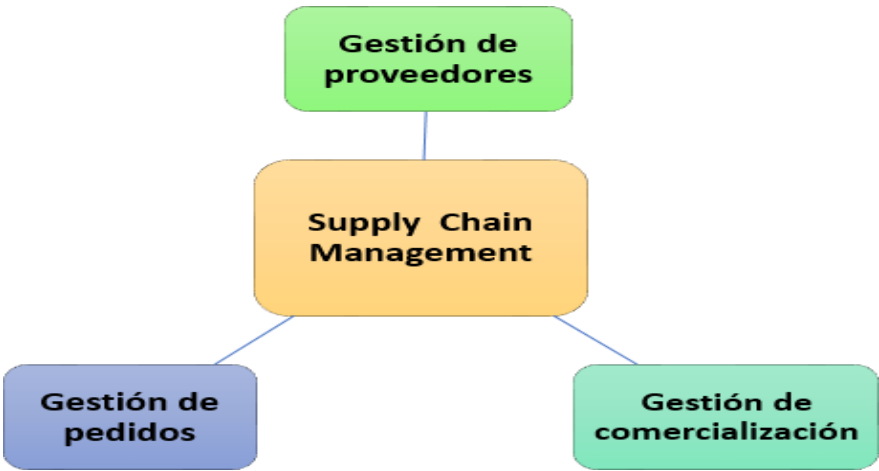 Gestión de
proveedores
Supply Chain
Management
Gestión de
pedidos
Gestión de
comercialización